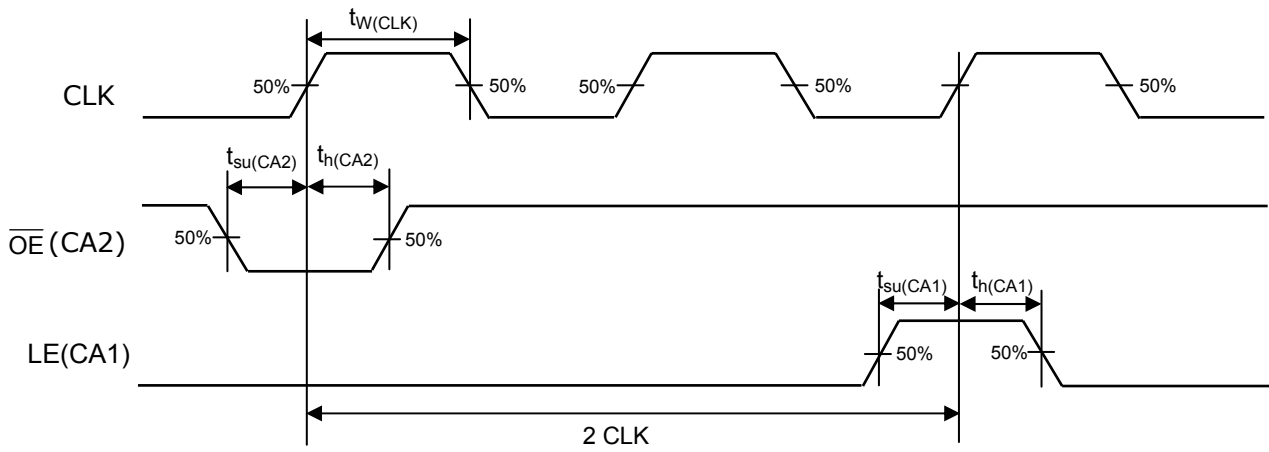 tW(CLK)
CLK
50%
50%
50%
50%
50%
50%
tsu(CA2)
th(CA2)
OE(CA2)
50%
50%
tsu(CA1)
th(CA1)
LE(CA1)
50%
50%
2 CLK